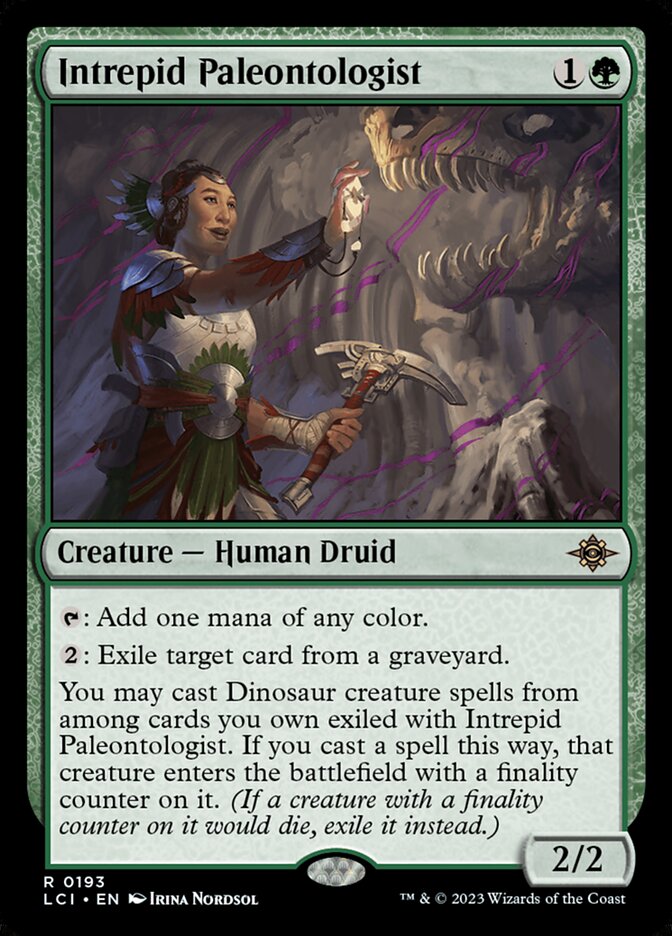 Intrepid Paleontologist 1
Creature — Human Druid
: Add one mana of any color.
2: Exile target card from a graveyard.
You may cast Dinosaur creature spells from
among cards you own exiled with Intrepid
Paleontologist. If you cast a spell this way, that
creature enters the battlefield with a finality
counter on it. (If a creature with a finality
counter on it would die, exile it instead.)
2/2
R 0193
LCI • EN Irina Nordsol
™ & © 2023 Wizards of the Coast